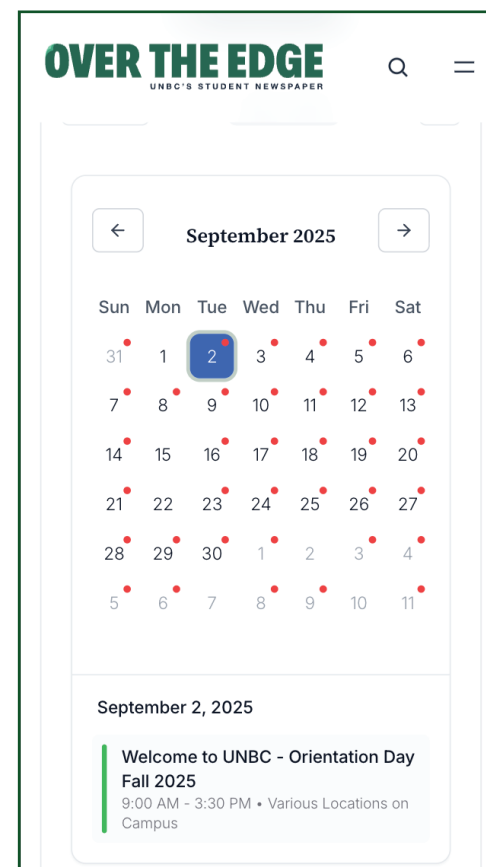 OVER THE EDGE
UNBC'S STUDENT NEWSPAPER
September 2025
Sun Mon Tue Wed Thu Fri Sat
31 1 2 3 4 5 6
7 8 9 10 11 12 13
14 15 16 17 18 19 20
21 22 23 24 25 26 27
28 29 30 1 2 3 4
5 6 7 8 9 10 11
September 2, 2025
Welcome to UNBC - Orientation Day
Fall 2025
9:00 AM - 3:30 PM • Various Locations on
Campus